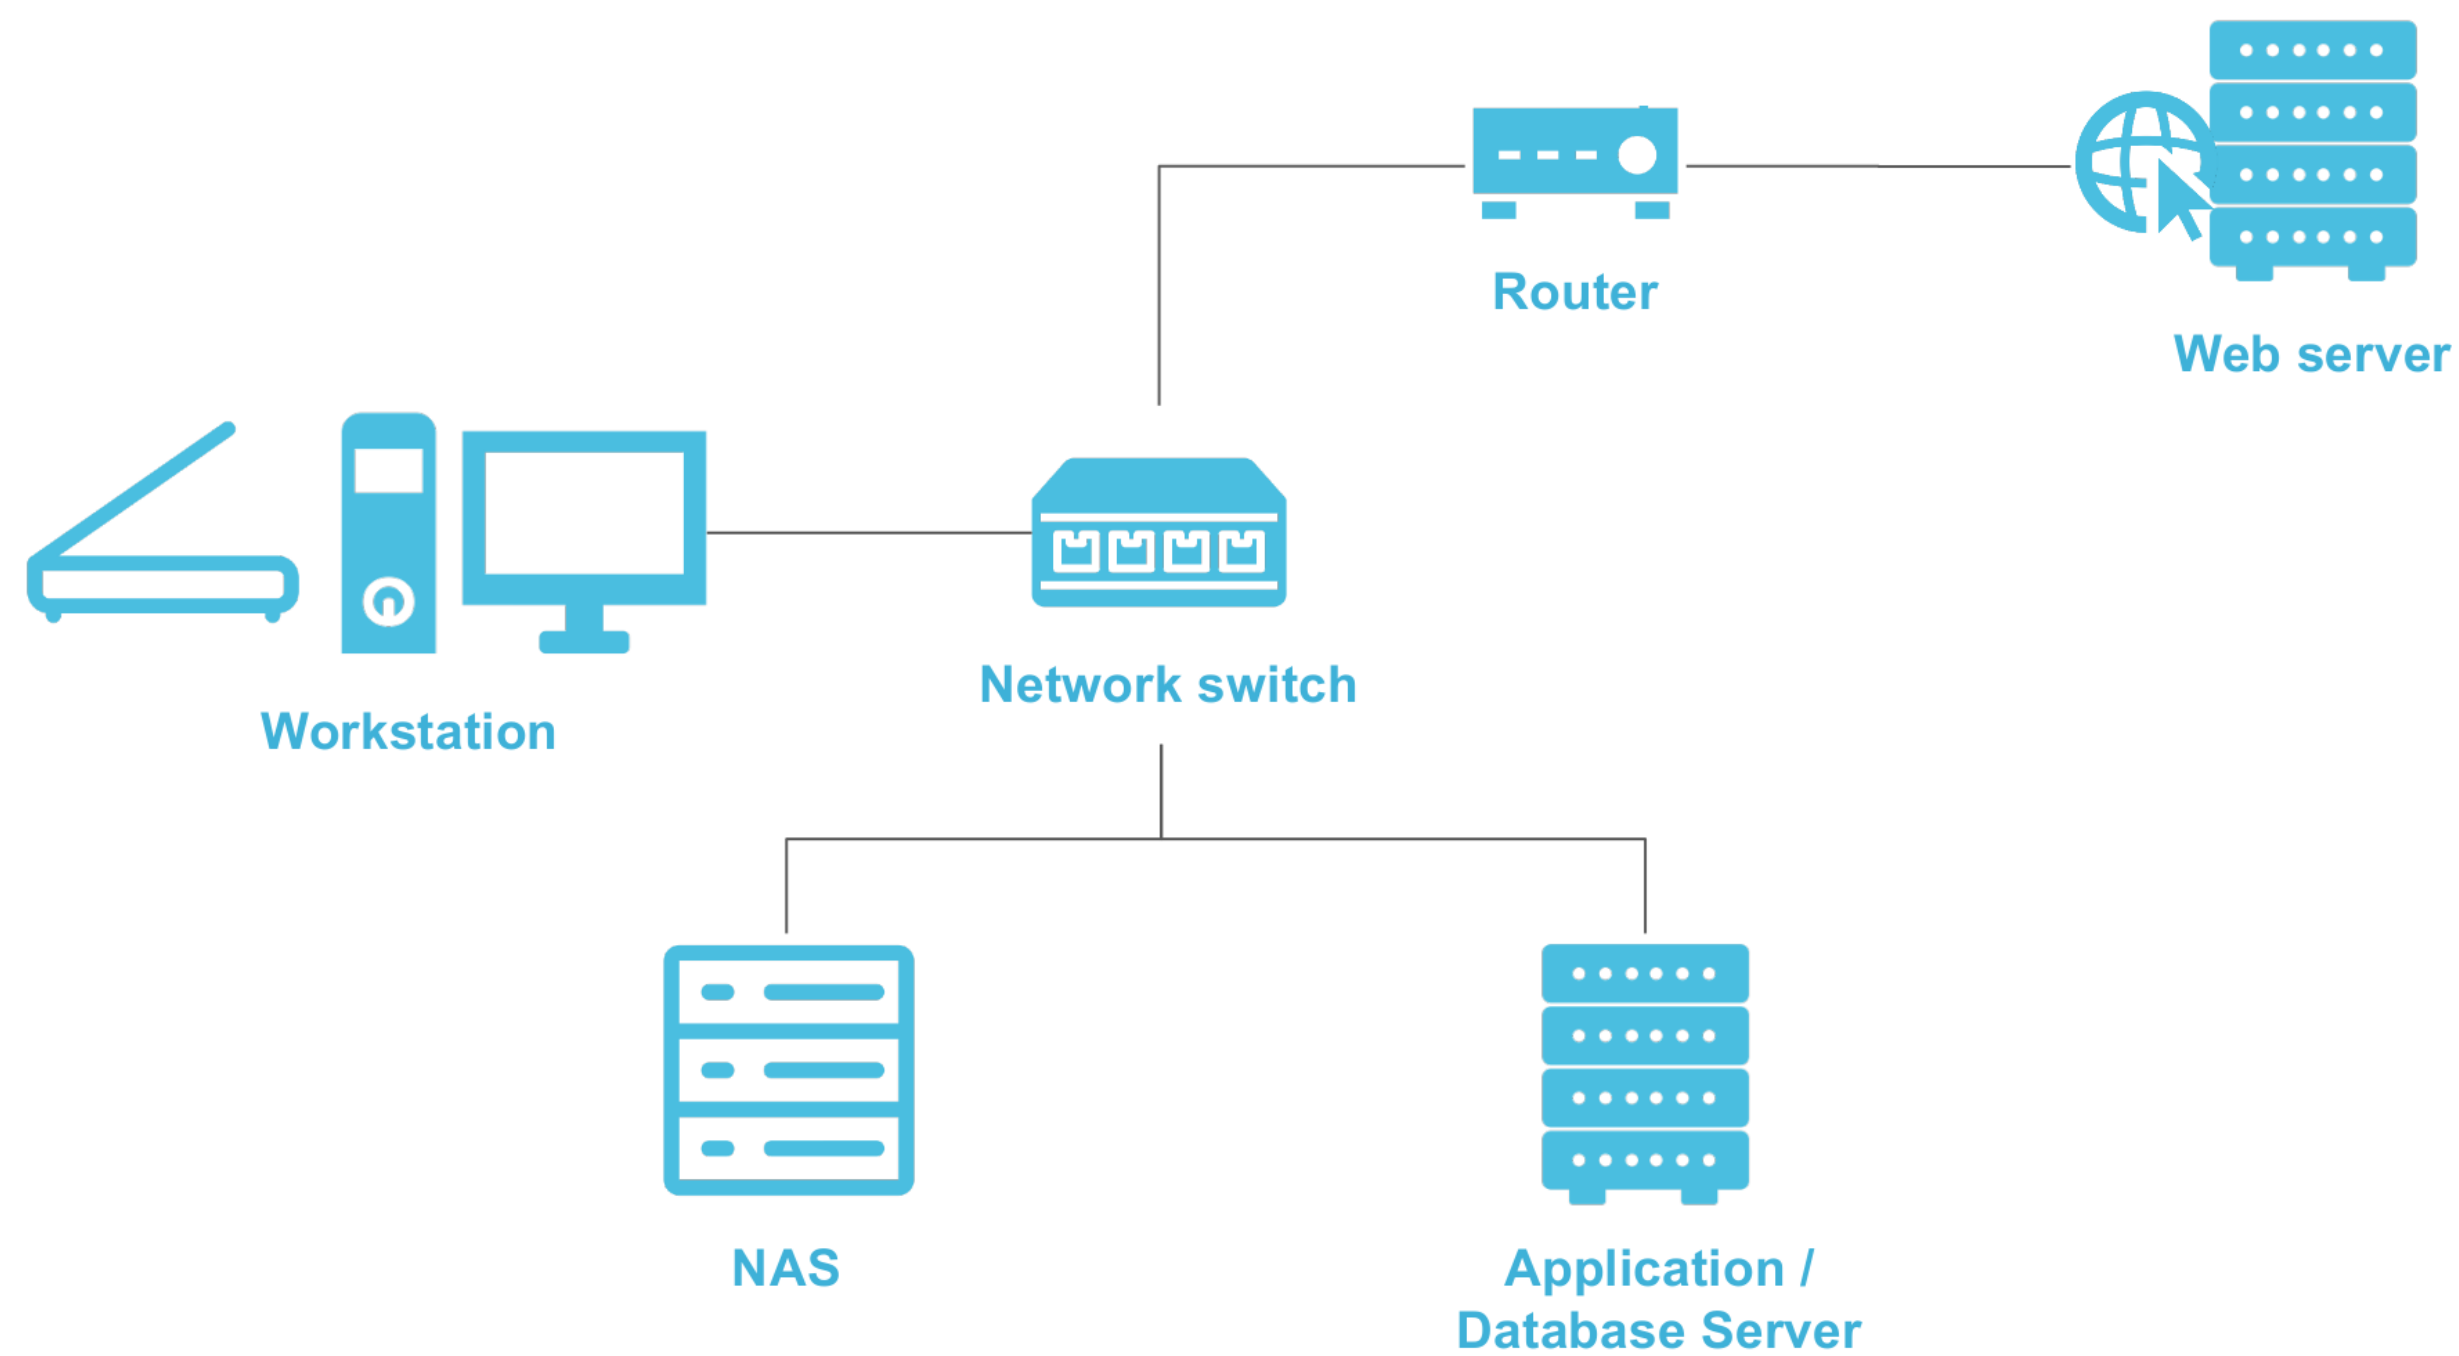 Router
Web server
Network switch
Workstation
NAS
Application /
Database Server